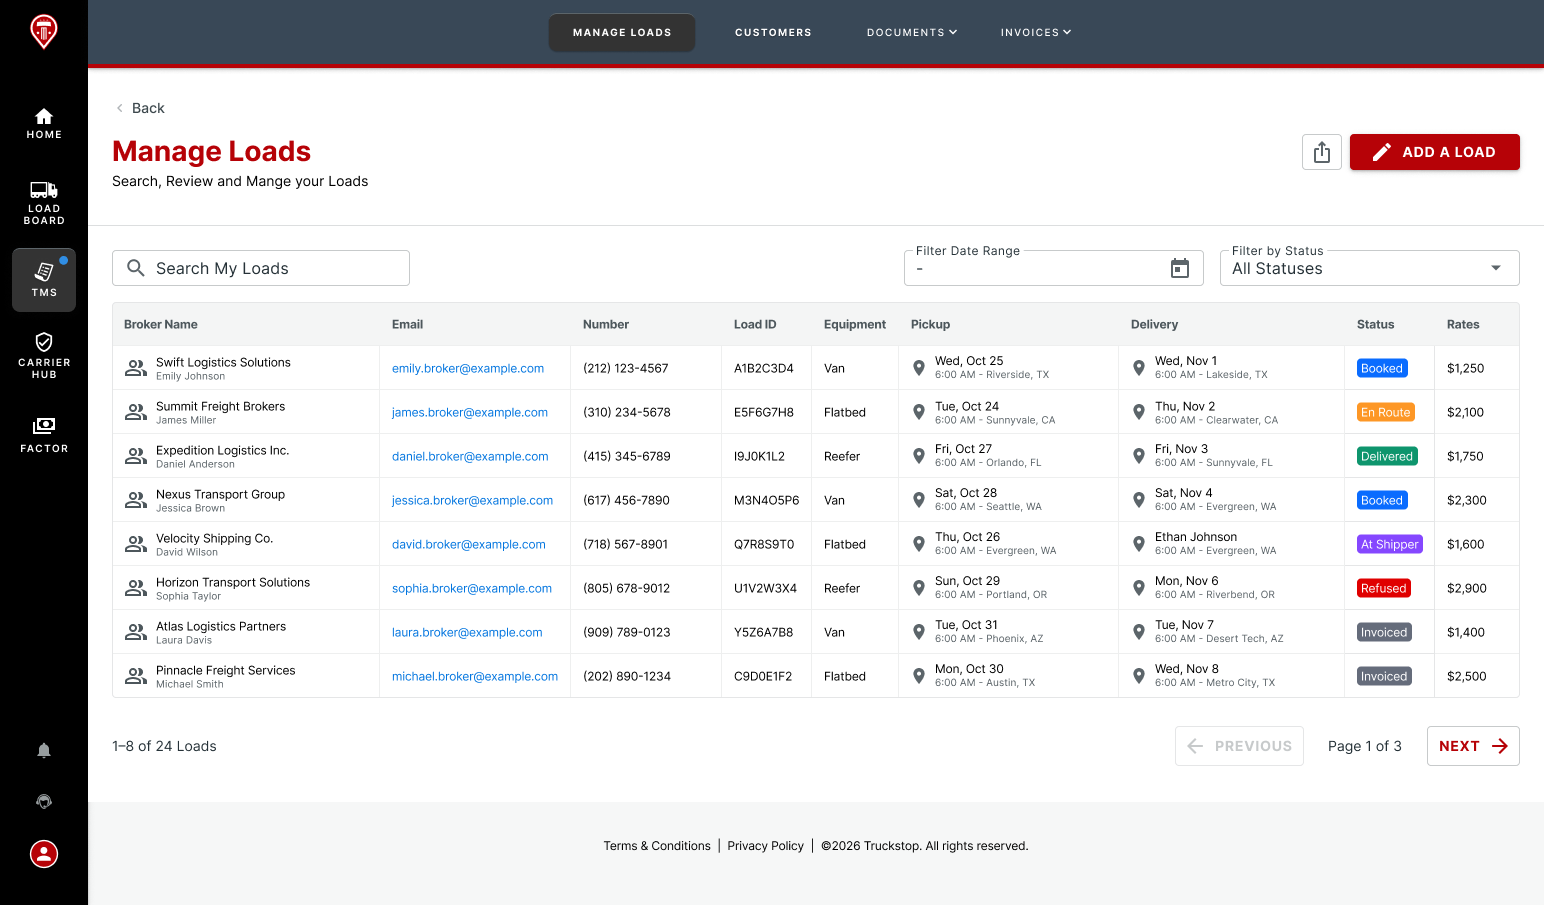 MANAGE LOADS CUSTOMERS DOCUMENTS INVOICES
HOME
LOAD
BOARD
TMS
CARRIER
HUB
FACTOR
Back
Manage Loads
Search, Review and Mange your Loads
ADD A LOAD
Search My Loads
Filter Date Range
-
Filter by Status
All Statuses
Broker Name Email Number Load ID Equipment Pickup Delivery Status Rates
Swift Logistics Solutions
Emily Johnson
emily.broker@example.com (212) 123-4567 A1B2C3D4 Van
Wed, Oct 25
6:00 AM - Riverside, TX
Wed, Nov 1
6:00 AM - Lakeside, TX
Booked $1,250
Summit Freight Brokers
James Miller
james.broker@example.com (310) 234-5678 E5F6G7H8 Flatbed
Tue, Oct 24
6:00 AM - Sunnyvale, CA
Thu, Nov 2
6:00 AM - Clearwater, CA
En Route $2,100
Expedition Logistics Inc.
Daniel Anderson
daniel.broker@example.com (415) 345-6789 I9J0K1L2 Reefer
Fri, Oct 27
6:00 AM - Orlando, FL
Fri, Nov 3
6:00 AM - Sunnyvale, FL
Delivered $1,750
Nexus Transport Group
Jessica Brown
jessica.broker@example.com (617) 456-7890 M3N4O5P6 Van
Sat, Oct 28
6:00 AM - Seattle, WA
Sat, Nov 4
6:00 AM - Evergreen, WA
Booked $2,300
Velocity Shipping Co.
David Wilson
david.broker@example.com (718) 567-8901 Q7R8S9T0 Flatbed
Thu, Oct 26
6:00 AM - Evergreen, WA
Ethan Johnson
6:00 AM - Evergreen, WA
At Shipper $1,600
Horizon Transport Solutions
Sophia Taylor
sophia.broker@example.com (805) 678-9012 U1V2W3X4 Reefer
Sun, Oct 29
6:00 AM - Portland, OR
Mon, Nov 6
6:00 AM - Riverbend, OR
Refused $2,900
Atlas Logistics Partners
Laura Davis
laura.broker@example.com (909) 789-0123 Y5Z6A7B8 Van
Tue, Oct 31
6:00 AM - Phoenix, AZ
Tue, Nov 7
6:00 AM - Desert Tech, AZ
Invoiced $1,400
Pinnacle Freight Services
Michael Smith
michael.broker@example.com (202) 890-1234 C9D0E1F2 Flatbed
Mon, Oct 30
6:00 AM - Austin, TX
Wed, Nov 8
6:00 AM - Metro City, TX
Invoiced $2,500
1–8 of 24 Loads
PREVIOUS Page 1 of 3 NEXT
Terms & Conditions | Privacy Policy | ©2026 Truckstop. All rights reserved.